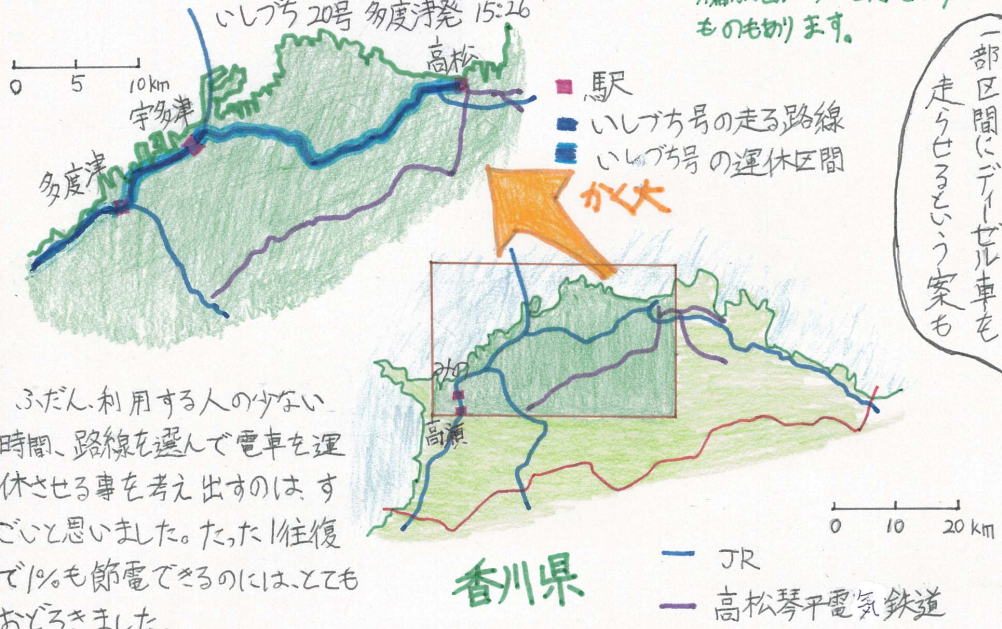 いしづち20号 多度津発 15:26
ものもあります。
一部区間にディーゼル車を
走らせるという案も
高松
0 5 10km
宇多津
多度津
駅
いしづち号の走る路線
いしづち号の運休区間
かく大
みの
高瀬
ふだん、利用する人の少ない
時間、路線を選んで電車を運
休させる事を考え出すのは、す
ごいと思いました。たった1往復
で1%も節電できるのには、とても
おどろきました。
0 10 20km
香川県
JR
高松琴平電気鉄道